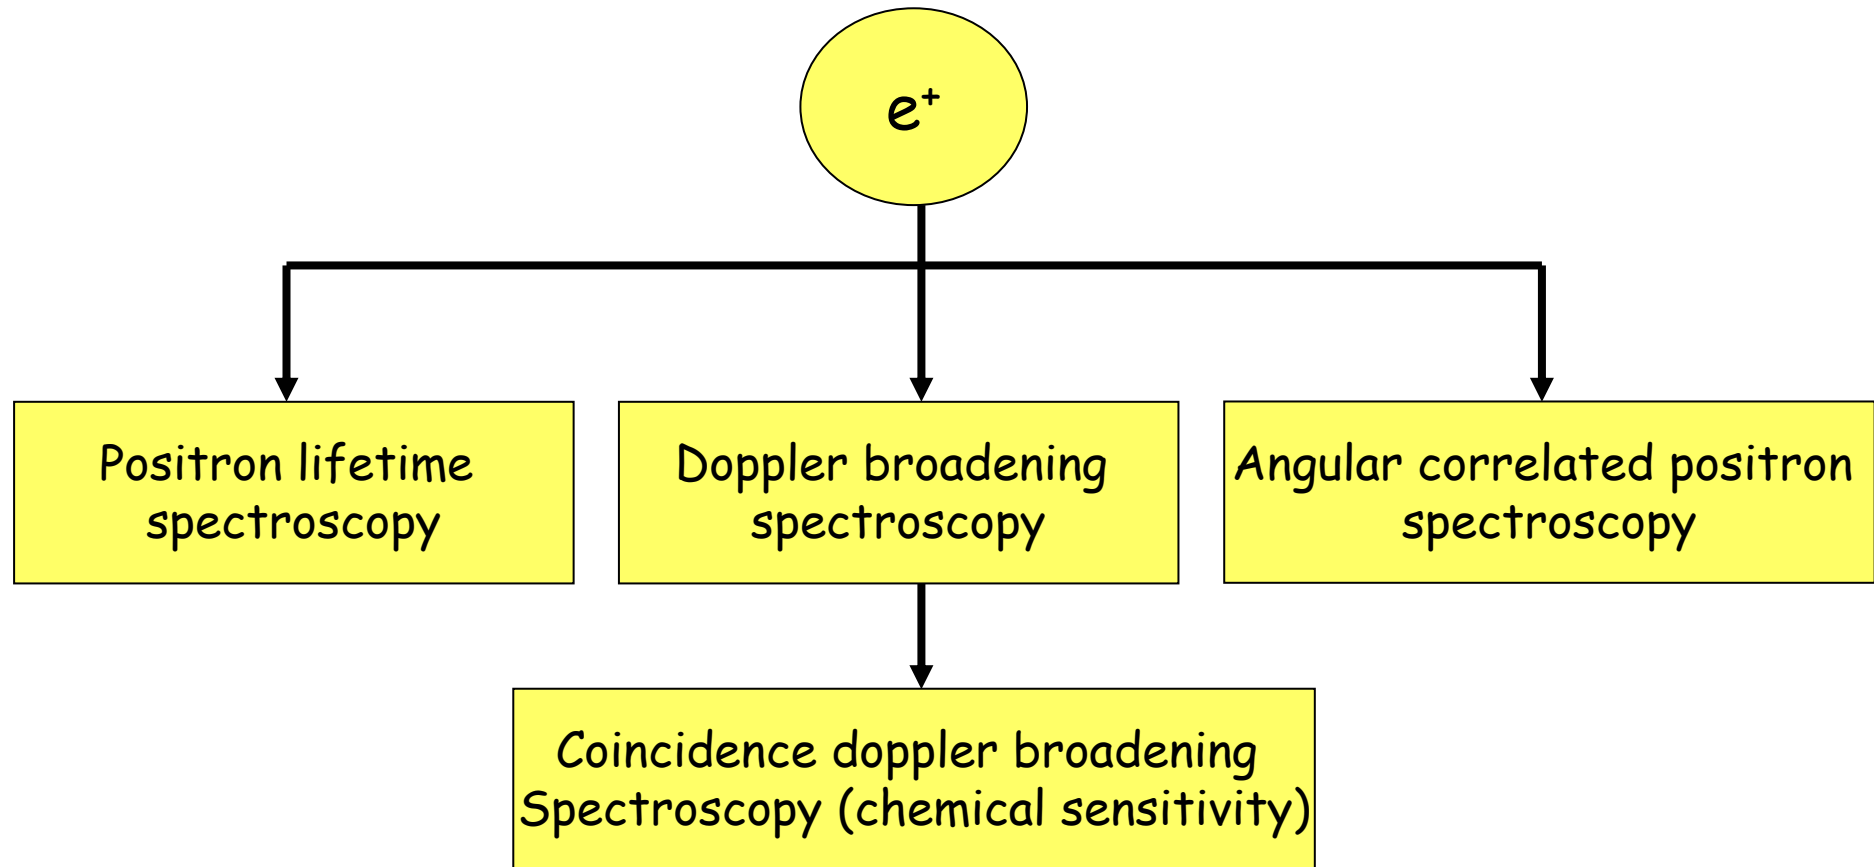 e⁺
Positron lifetime
spectroscopy
Doppler broadening
spectroscopy
Angular correlated positron
spectroscopy
Coincidence doppler broadening
Spectroscopy (chemical sensitivity)